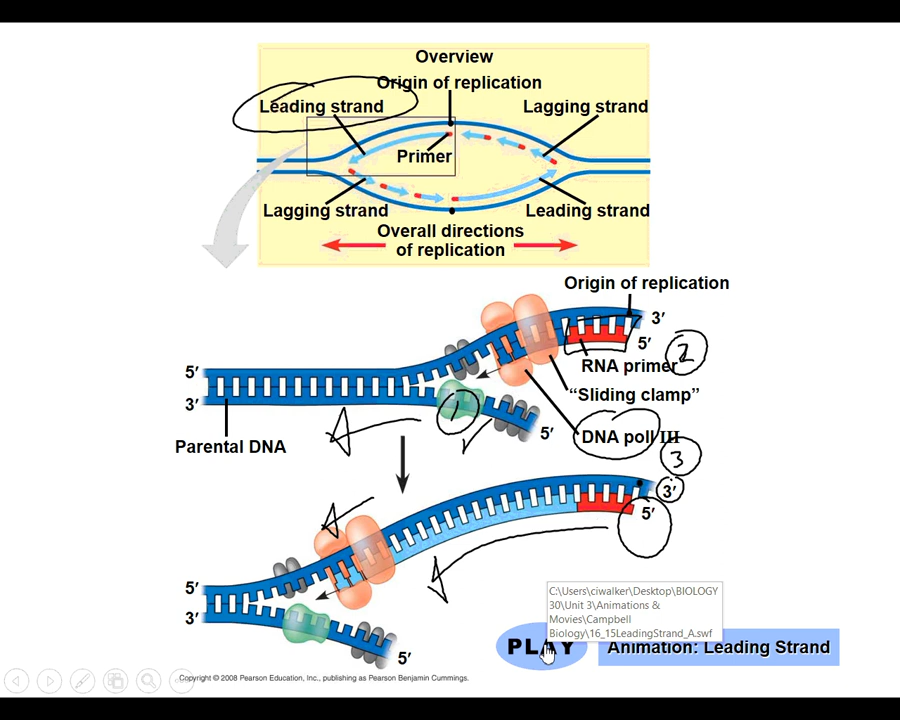 Overview
Origin of replication
Leading strand
Lagging strand
Primer
Lagging strand
Leading strand
Overall directions
of replication
Origin of replication
3′
5′
2
RNA primer
"Sliding clamp"
5′
3′
1
Parental DNA
5′
DNA poll III
3
3′
5′
C:\Users\ciwalker\Desktop\BIOLOGY
30\Unit 3\Animations &
Movies\Campbell
Biology\16_15LeadingStrand_A.swf
5′
3′
5′
PLAY
Animation: Leading Strand
Copyright © 2008 Pearson Education, Inc., publishing as Pearson Benjamin Cummings.